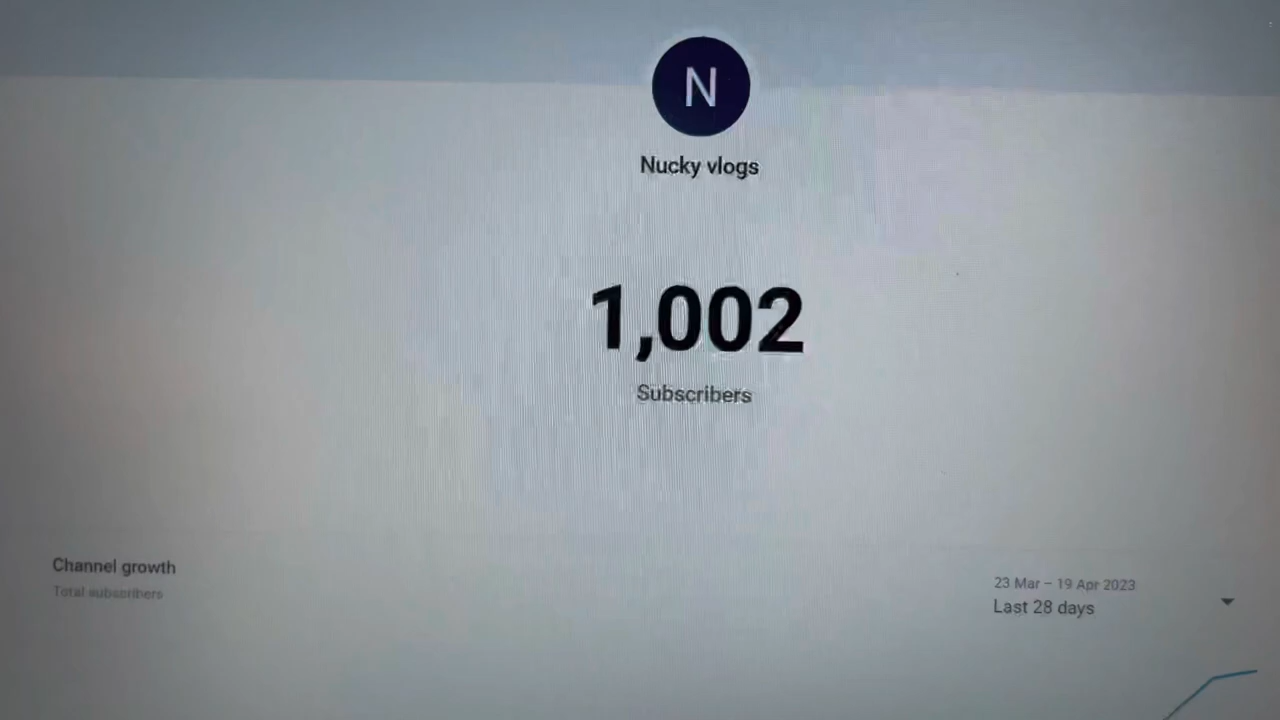 N
Nucky vlogs
1,002
Subscribers
Channel growth
Total subscribers
23 Mar – 19 Apr 2023
Last 28 days